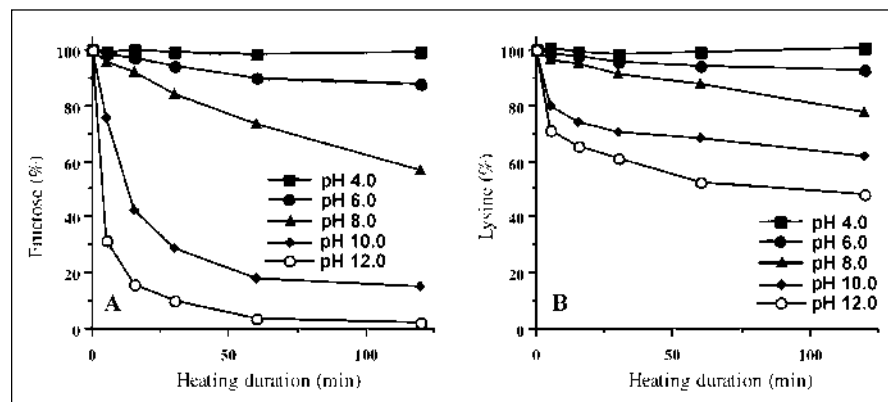 100
80
60
40
20
0
Fructose (%)
pH 4.0
pH 6.0
pH 8.0
pH 10.0
pH 12.0
A
0
50
100
Heating duration (min)
100
80
60
40
20
0
Lysine (%)
pH 4.0
pH 6.0
pH 8.0
pH 10.0
pH 12.0
B
0
50
100
Heating duration (min)